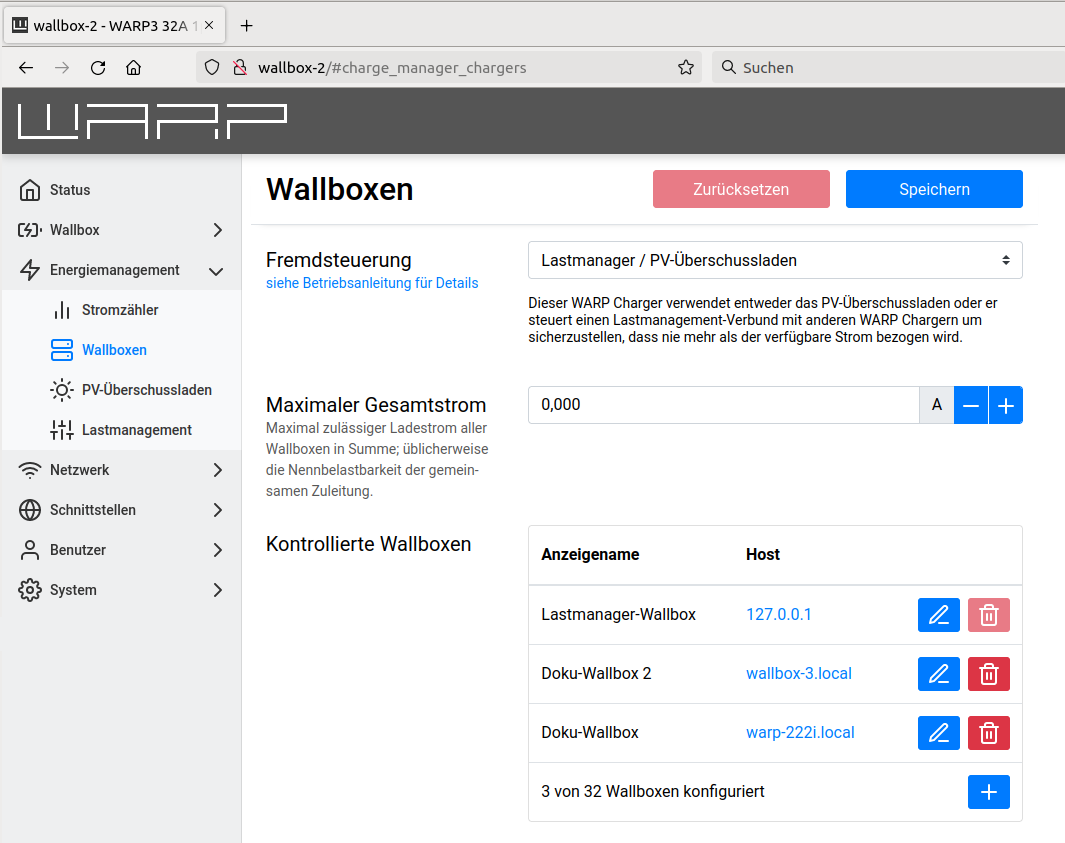 wallbox-2 - WARP3 32A
wallbox-2/#charge_manager_chargers
Suchen
WARP
Status
Wallbox
Energiemanagement
Stromzähler
Wallboxen
PV-Überschussladen
Lastmanagement
Netzwerk
Schnittstellen
Benutzer
System
Wallboxen
Zurücksetzen
Speichern
Fremdsteuerung
siehe Betriebsanleitung für Details
Lastmanager / PV-Überschussladen
Dieser WARP Charger verwendet entweder das PV-Überschussladen oder er
steuert einen Lastmanagement-Verbund mit anderen WARP Chargern um
sicherzustellen, dass nie mehr als der verfügbare Strom bezogen wird.
Maximaler Gesamtstrom
Maximal zulässiger Ladestrom aller
Wallboxen in Summe; üblicherweise
die Nennbelastbarkeit der gemein-
samen Zuleitung.
0,000
A
Kontrollierte Wallboxen
Anzeigename Host
Lastmanager-Wallbox 127.0.0.1
Doku-Wallbox 2 wallbox-3.local
Doku-Wallbox warp-222i.local
3 von 32 Wallboxen konfiguriert